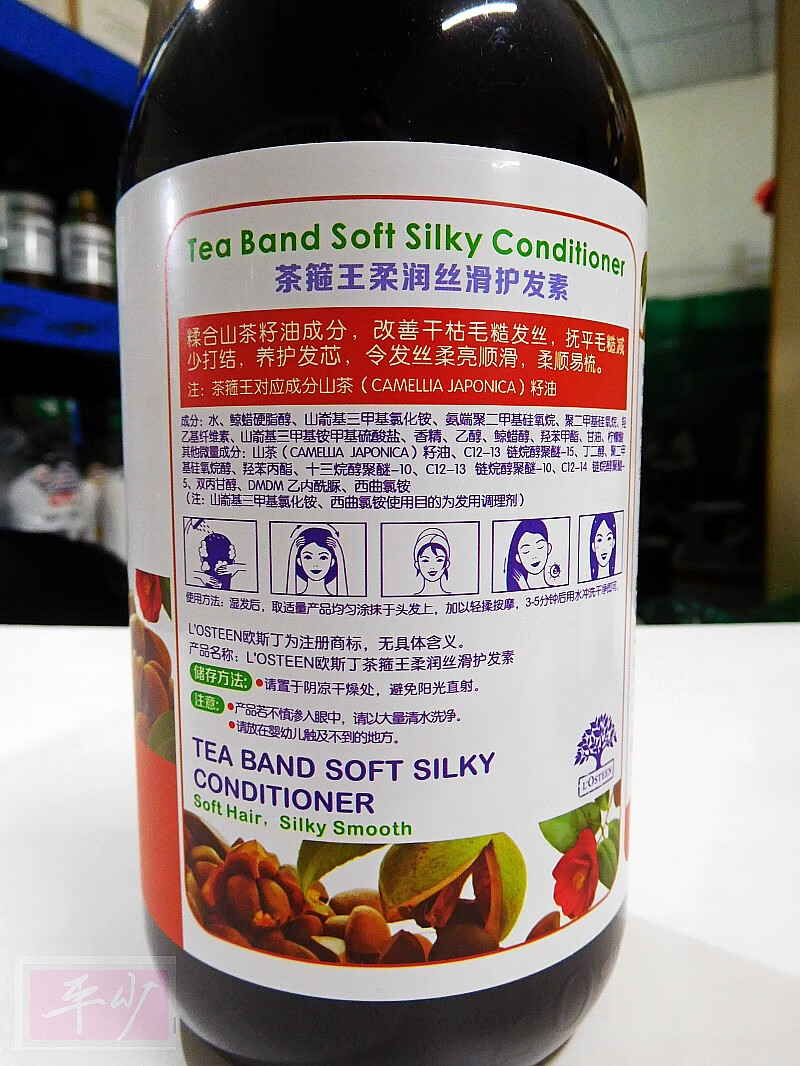 Tea Band Soft Silky Conditioner
茶箍王柔润丝滑护发素
糅合山茶籽油成分，改善干枯毛糙发丝，抚平毛糙减
少打结，养护发芯，令发丝柔亮顺滑，柔顺易梳。
注：茶箍王对应成分山茶（CAMELLIA JAPONICA）籽油
成分：水、鲸蜡硬脂醇、山嵛基三甲基氯化铵、氨端聚二甲基硅氧烷、聚二甲基硅氧烷、羟
乙基纤维素、山嵛基三甲基铵甲基硫酸盐、香精、乙醇、鲸蜡醇、羟苯甲酯、甘油、柠檬酸
其他微量成分：山茶（CAMELLIA JAPONICA）籽油、C12-13 链烷醇聚醚-15、丁二醇、聚二甲
基硅氧烷醇、羟苯丙酯、十三烷醇聚醚-10、C12-13 链烷醇聚醚-10、C12-14 链烷醇聚醚-
5、双丙甘醇、DMDM 乙内酰脲、西曲氯铵
（注：山嵛基三甲基氯化铵、西曲氯铵使用目的为发用调理剂）
使用方法：湿发后，取适量产品均匀涂抹于头发上，加以轻揉按摩，3-5分钟后用水冲洗干净即可。
L'OSTEEN欧斯丁为注册商标，无具体含义。
产品名称：L'OSTEEN欧斯丁茶箍王柔润丝滑护发素
储存方法：•请置于阴凉干燥处，避免阳光直射。
注意：•产品若不慎渗入眼中，请以大量清水洗净。
•请放在婴幼儿触及不到的地方。
TEA BAND SOFT SILKY
CONDITIONER
L'OSTEEN
Soft Hair，Silky Smooth